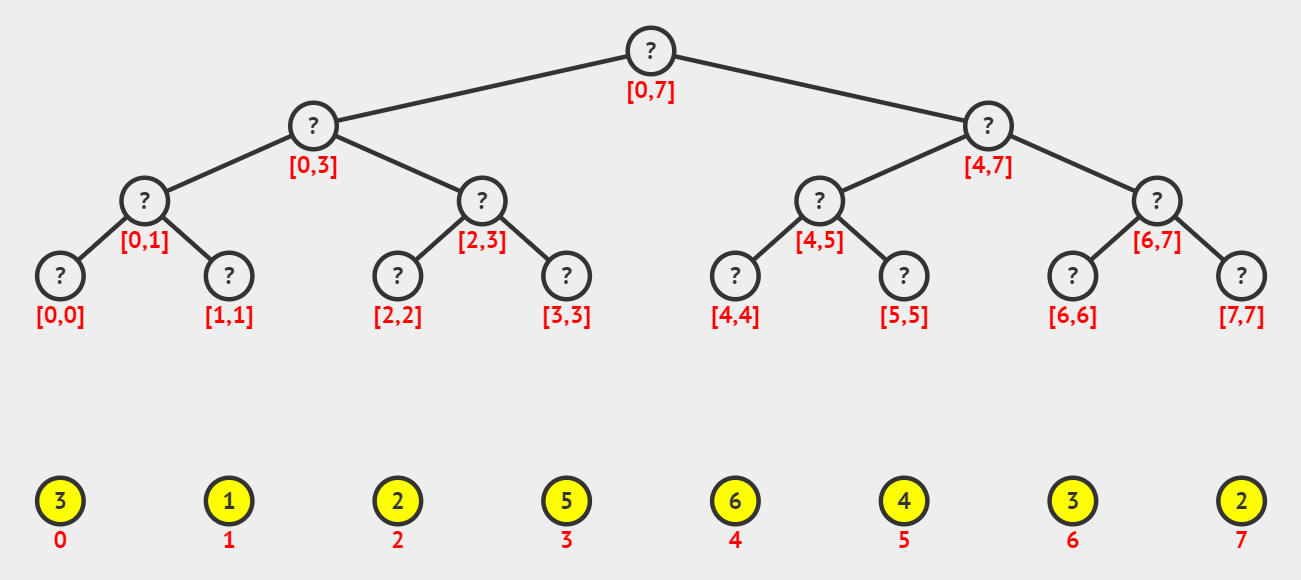 ?
[0,7]
? ?
[0,3] [4,7]
? ? ? ?
[0,1] [2,3] [4,5] [6,7]
? ? ? ? ? ? ? ?
[0,0] [1,1] [2,2] [3,3] [4,4] [5,5] [6,6] [7,7]
3 1 2 5 6 4 3 2
0 1 2 3 4 5 6 7